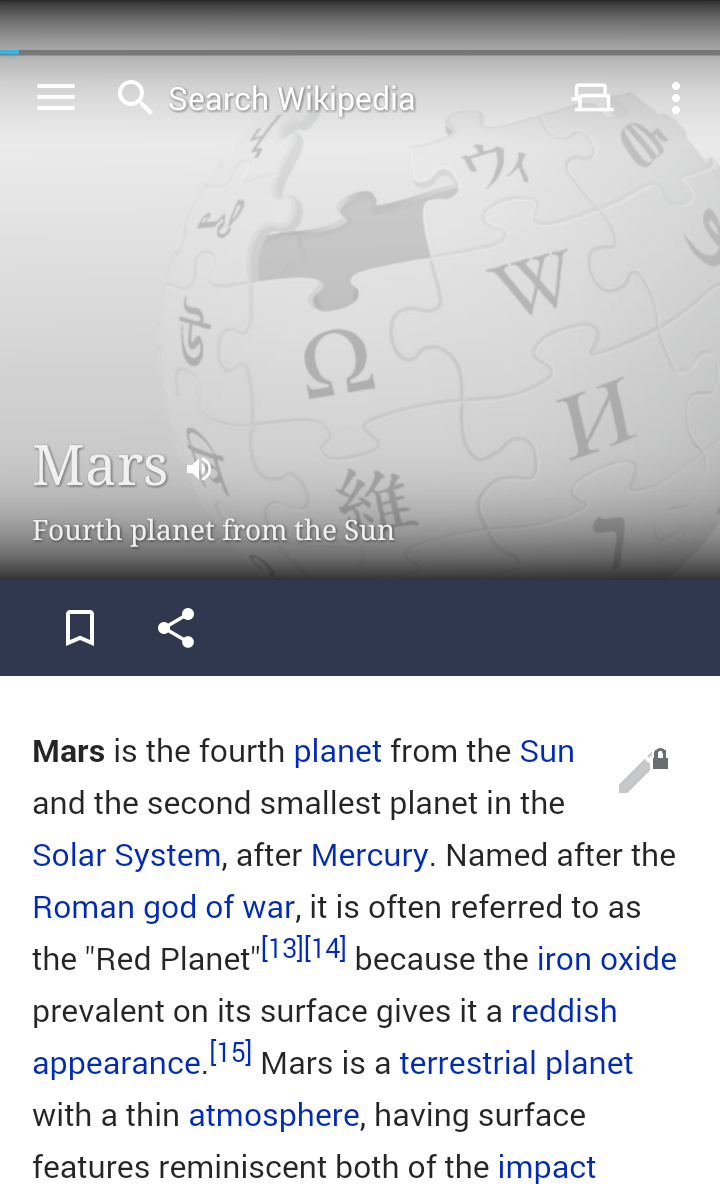 Search Wikipedia
ウィ
W
Ω
И
維
Mars
Fourth planet from the Sun
Mars is the fourth planet from the Sun
and the second smallest planet in the
Solar System, after Mercury. Named after the
Roman god of war, it is often referred to as
the "Red Planet"[13][14] because the iron oxide
prevalent on its surface gives it a reddish
appearance.[15] Mars is a terrestrial planet
with a thin atmosphere, having surface
features reminiscent both of the impact